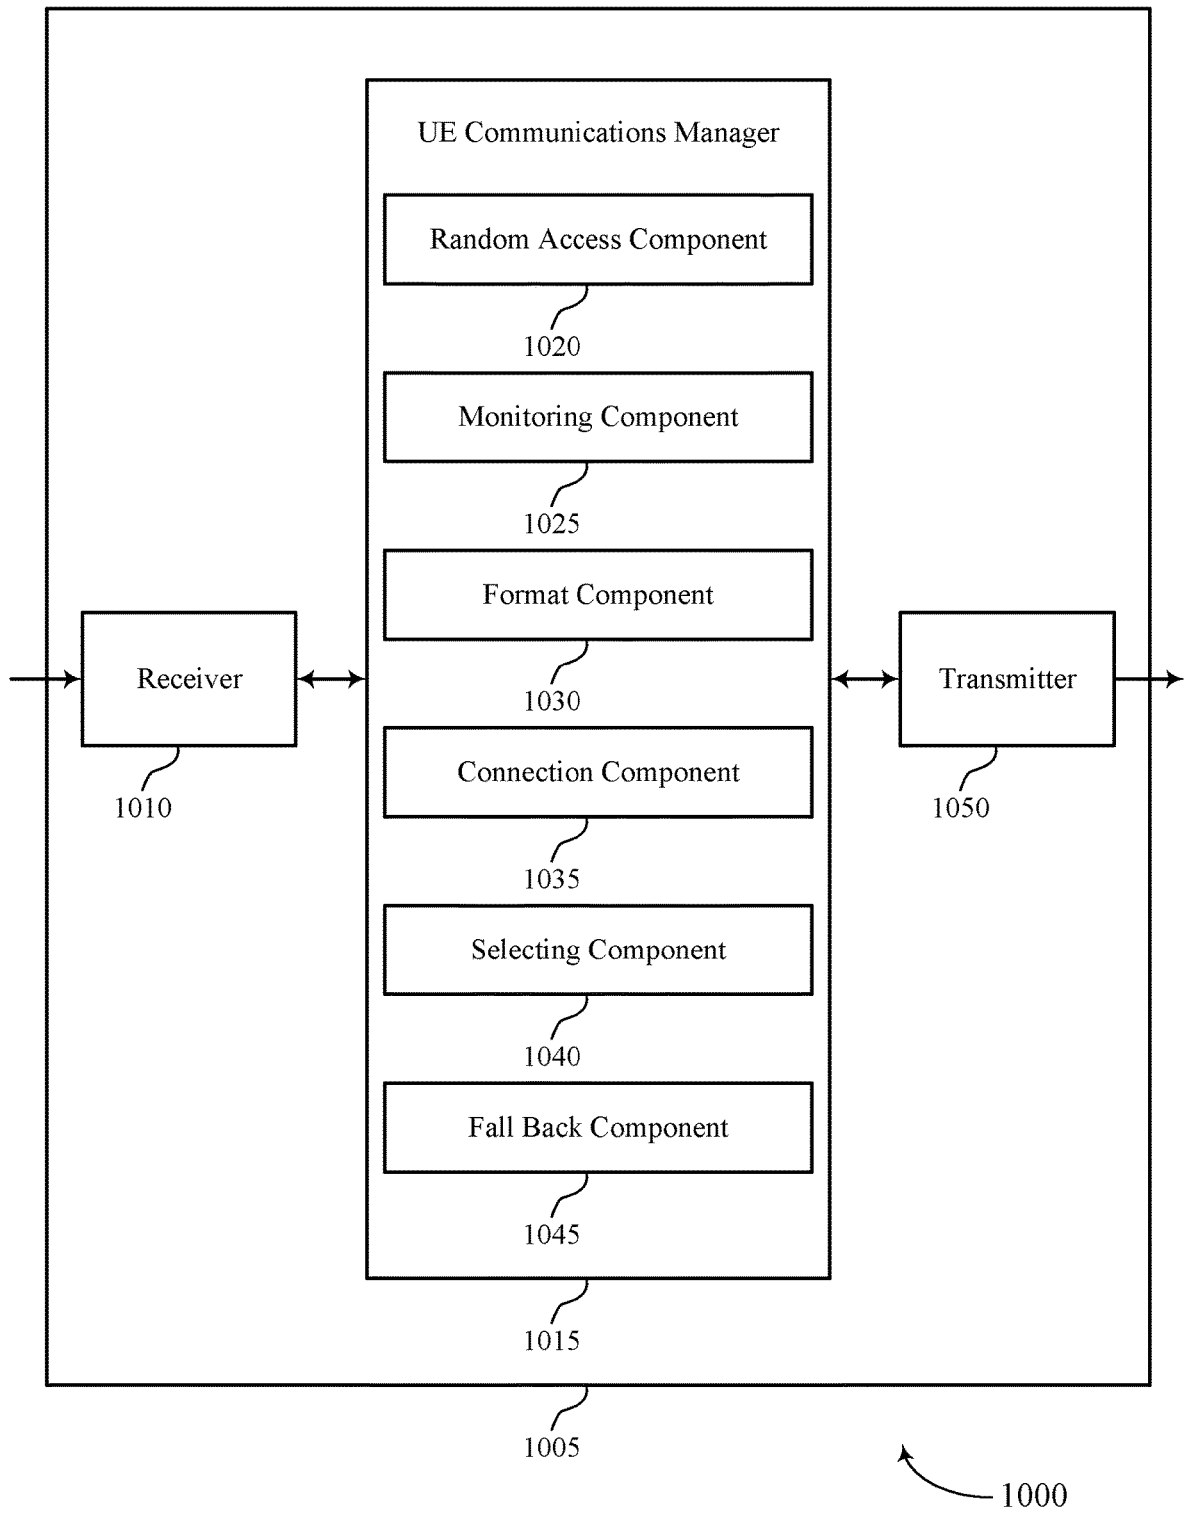 UE Communications Manager
Random Access Component
1020
Monitoring Component
1025
Format Component
1030
Receiver
1010
Transmitter
1050
Connection Component
1035
Selecting Component
1040
Fall Back Component
1045
1015
1005
1000